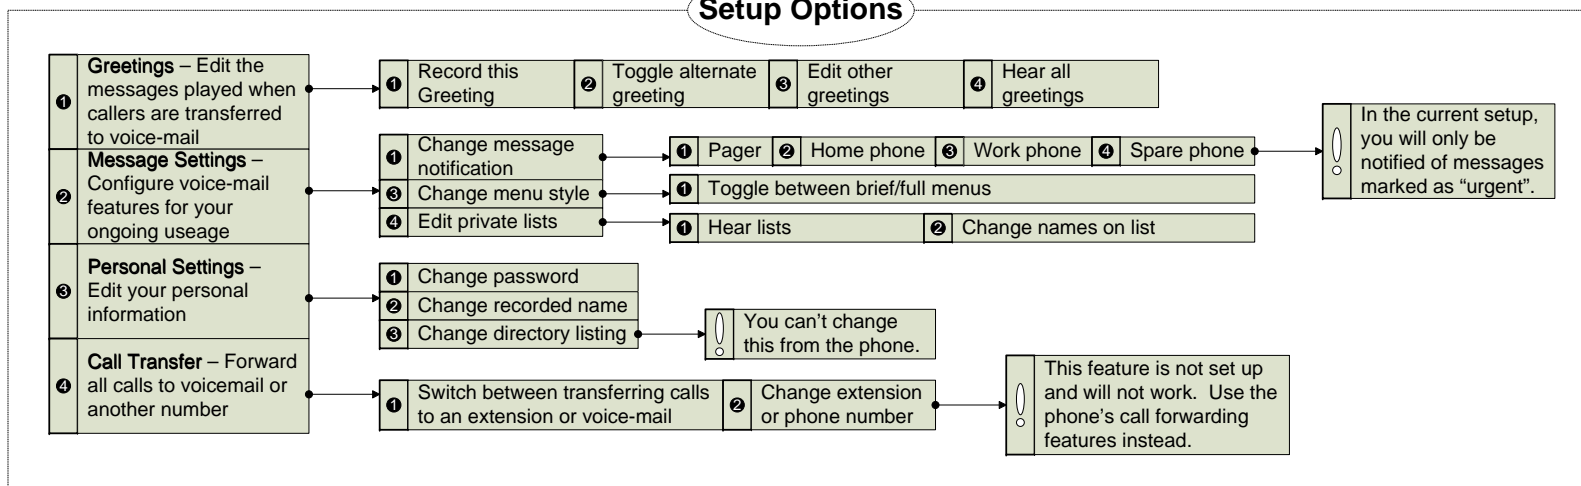 Setup Options
❶ Greetings – Edit the
messages played when
callers are transferred
to voice-mail
❶ Record this
Greeting
❷ Toggle alternate
greeting
❸ Edit other
greetings
❹ Hear all
greetings
❷ Message Settings –
Configure voice-mail
features for your
ongoing useage
❶ Change message
notification
❶ Pager ❷ Home phone ❸ Work phone ❹ Spare phone
In the current setup,
you will only be
notified of messages
marked as “urgent”.
❸ Change menu style
❶ Toggle between brief/full menus
❹ Edit private lists
❶ Hear lists ❷ Change names on list
❸ Personal Settings –
Edit your personal
information
❶ Change password
❷ Change recorded name
❸ Change directory listing
You can’t change
this from the phone.
❹ Call Transfer – Forward
all calls to voicemail or
another number
❶ Switch between transferring calls
to an extension or voice-mail
❷ Change extension
or phone number
This feature is not set up
and will not work. Use the
phone’s call forwarding
features instead.